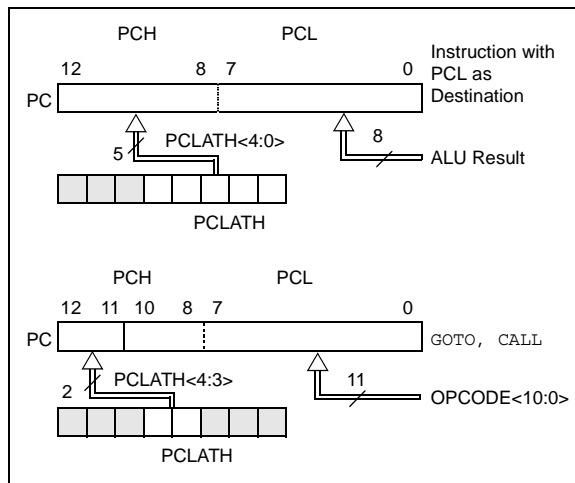 PCH PCL
12 8 7 0
PC
Instruction with
PCL as
Destination
5
PCLATH<4:0>
8
ALU Result
PCLATH
PCH PCL
12 11 10 8 7 0
PC
GOTO, CALL
2
PCLATH<4:3>
11
OPCODE<10:0>
PCLATH